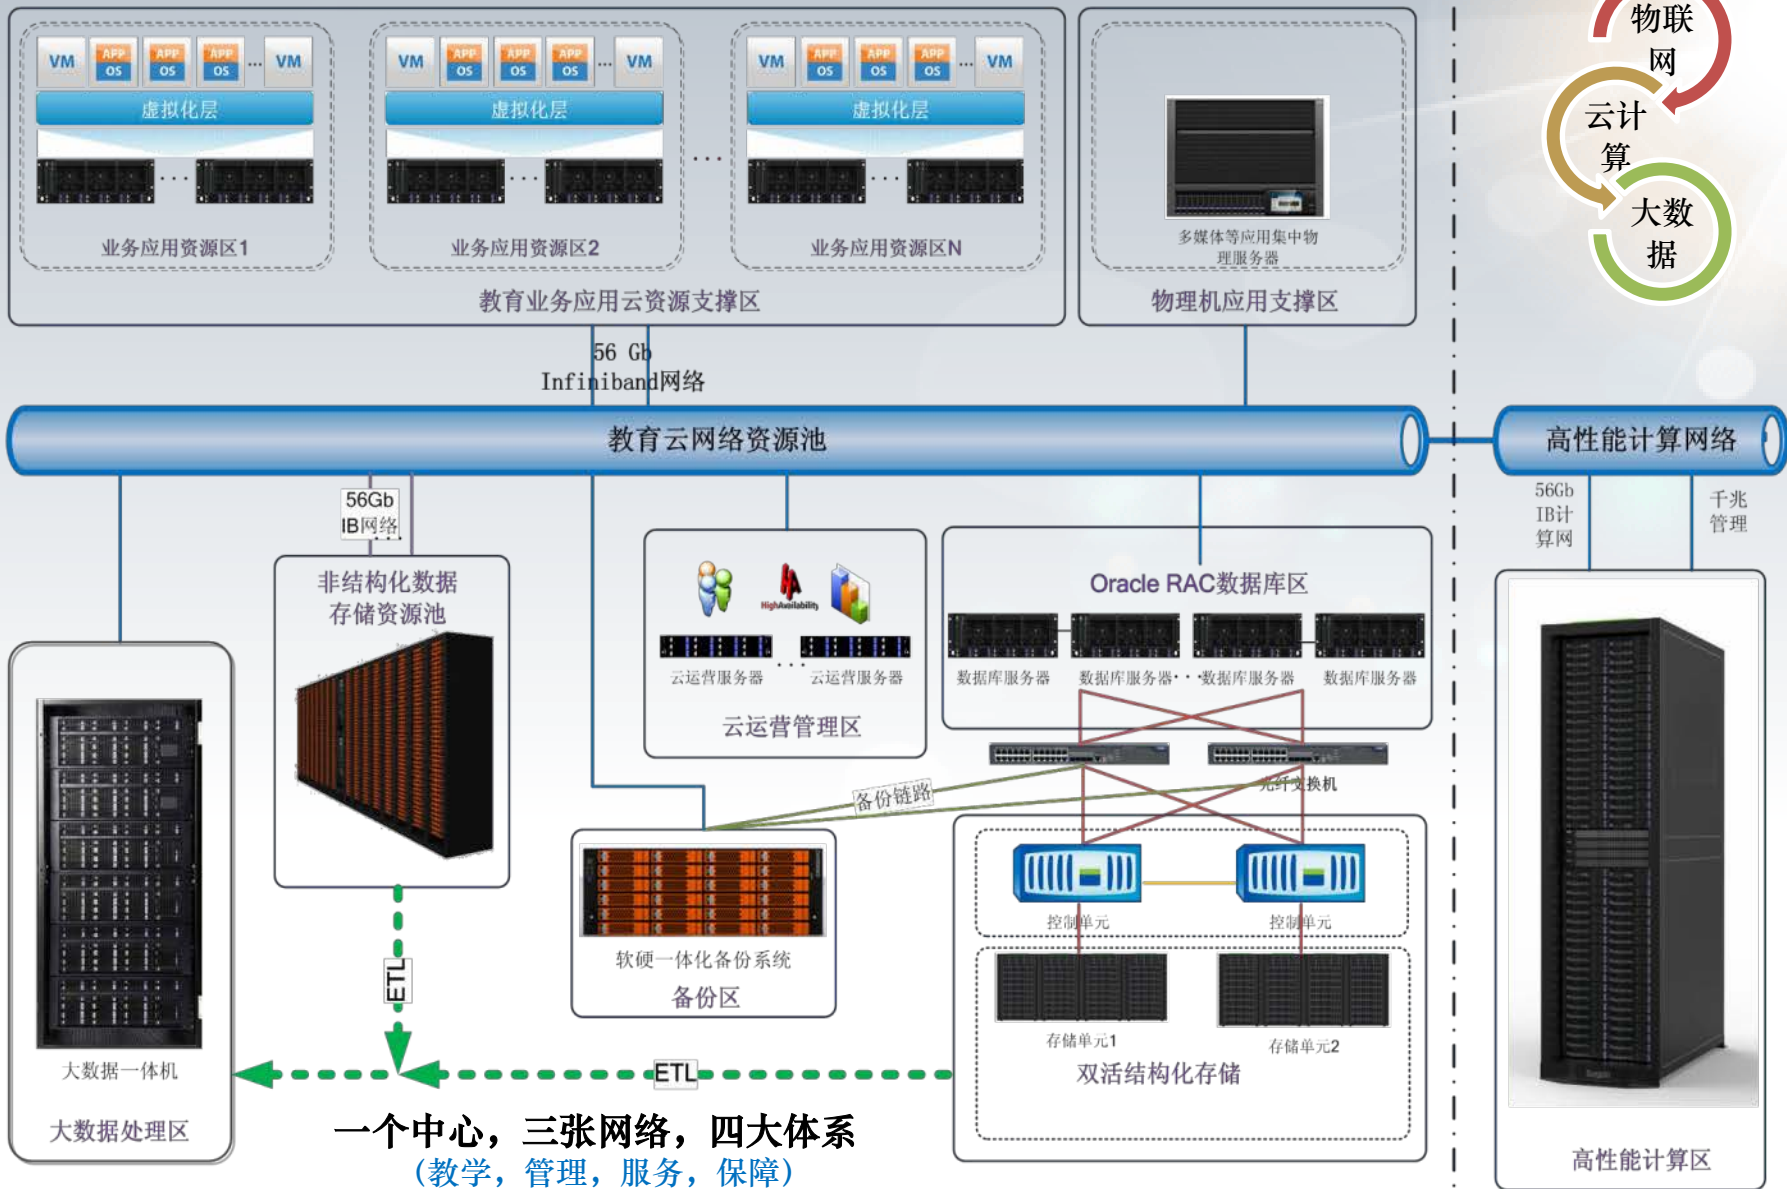 VM APP OS APP OS APP OS ... VM
虚拟化层
业务应用资源区1
VM APP OS APP OS APP OS ... VM
虚拟化层
业务应用资源区2
...
VM APP OS APP OS APP OS ... VM
虚拟化层
业务应用资源区N
教育业务应用云资源支撑区
多媒体等应用集中物
理服务器
物理机应用支撑区
物联
网
云计
算
大数
据
56 Gb
Infiniband网络
教育云网络资源池
高性能计算网络
56Gb
IB网络
...
56Gb
IB计
算网
千兆
管理
非结构化数据
存储资源池
HA
HighAvailability
云运营服务器 ... 云运营服务器
云运营管理区
Oracle RAC数据库区
数据库服务器 数据库服务器...数据库服务器 数据库服务器
光纤交换机
备份链路
控制单元 控制单元
存储单元1 存储单元2
双活结构化存储
软硬一体化备份系统
备份区
ETL
ETL
大数据一体机
大数据处理区
高性能计算区
一个中心，三张网络，四大体系
(教学，管理，服务，保障)